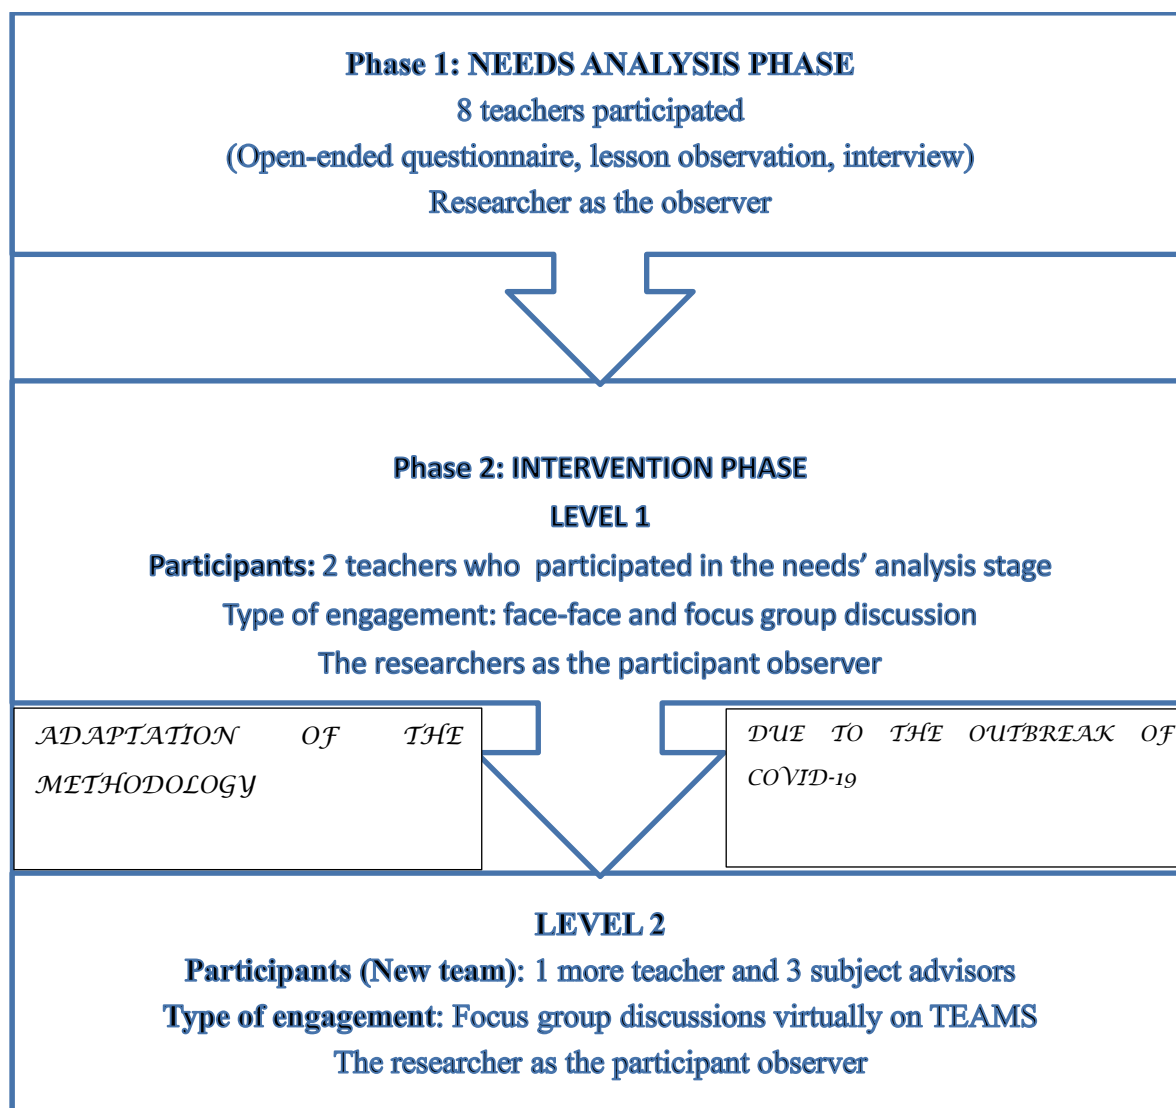 Phase 1: NEEDS ANALYSIS PHASE
8 teachers participated
(Open-ended questionnaire, lesson observation, interview)
Researcher as the observer
Phase 2: INTERVENTION PHASE
LEVEL 1
Participants: 2 teachers who  participated in the needs’ analysis stage
Type of engagement: face-face and focus group discussion
The researchers as the participant observer
ADAPTATION OF THE
METHODOLOGY
DUE TO THE OUTBREAK OF
COVID-19
LEVEL 2
Participants (New team): 1 more teacher and 3 subject advisors
Type of engagement: Focus group discussions virtually on TEAMS
The researcher as the participant observer